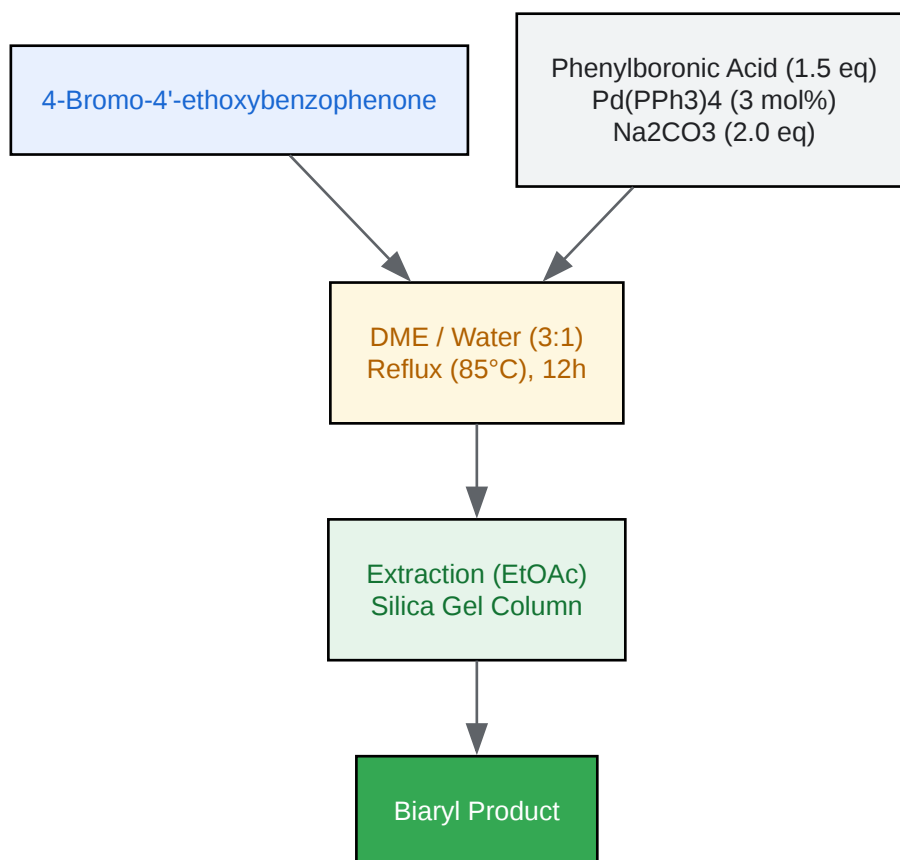 4-Bromo-4'-ethoxybenzophenone
Phenylboronic Acid (1.5 eq)
Pd(PPh3)4 (3 mol%)
Na2CO3 (2.0 eq)
DME / Water (3:1)
Reflux (85°C), 12h
Extraction (EtOAc)
Silica Gel Column
Biaryl Product